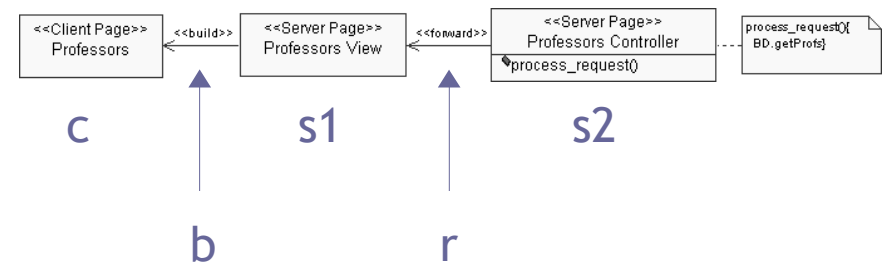 <<Client Page>>
Professors
<<build>>
<<Server Page>>
Professors View
<<forward>>
<<Server Page>>
Professors Controller
process_request()
process_request(){
BD.getProfs}
c
s1
s2
b
r